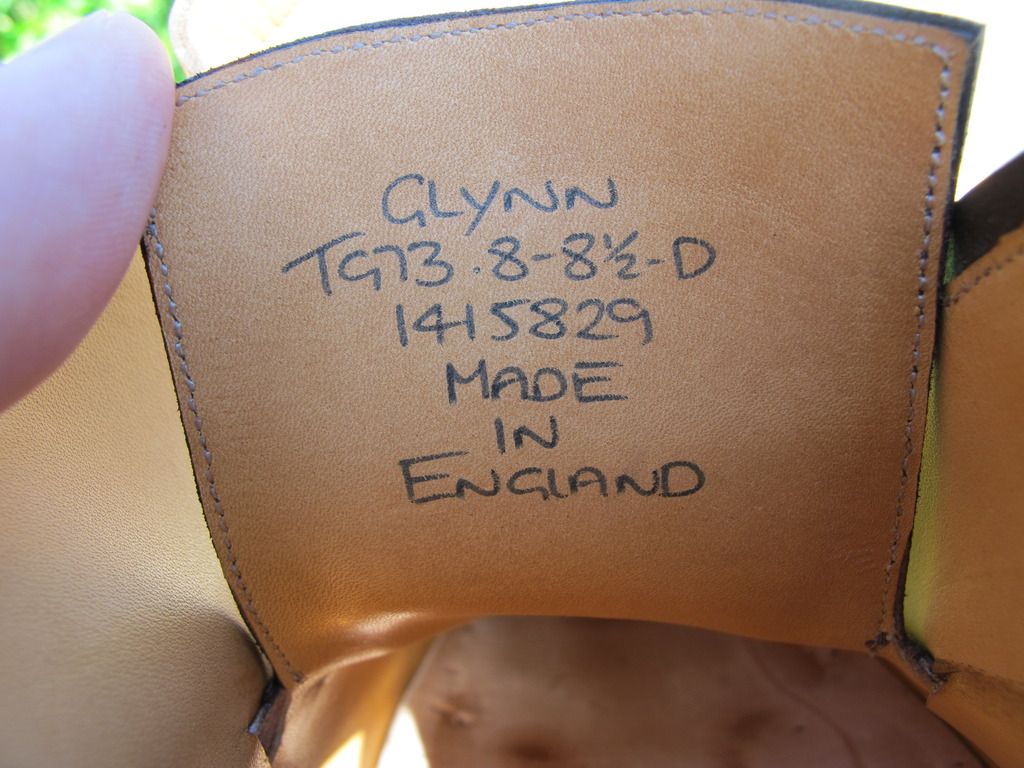 GLYNN
TG73.8-8½-D
1415829
MADE
IN
ENGLAND